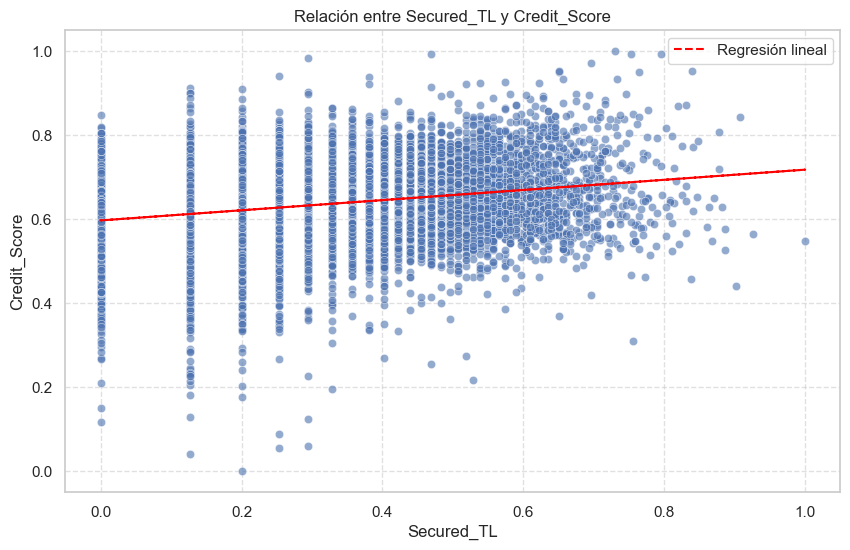 Relación entre Secured_TL y Credit_Score
Regresión lineal
Credit_Score
1.0
0.8
0.6
0.4
0.2
0.0
0.0 0.2 0.4 0.6 0.8 1.0
Secured_TL